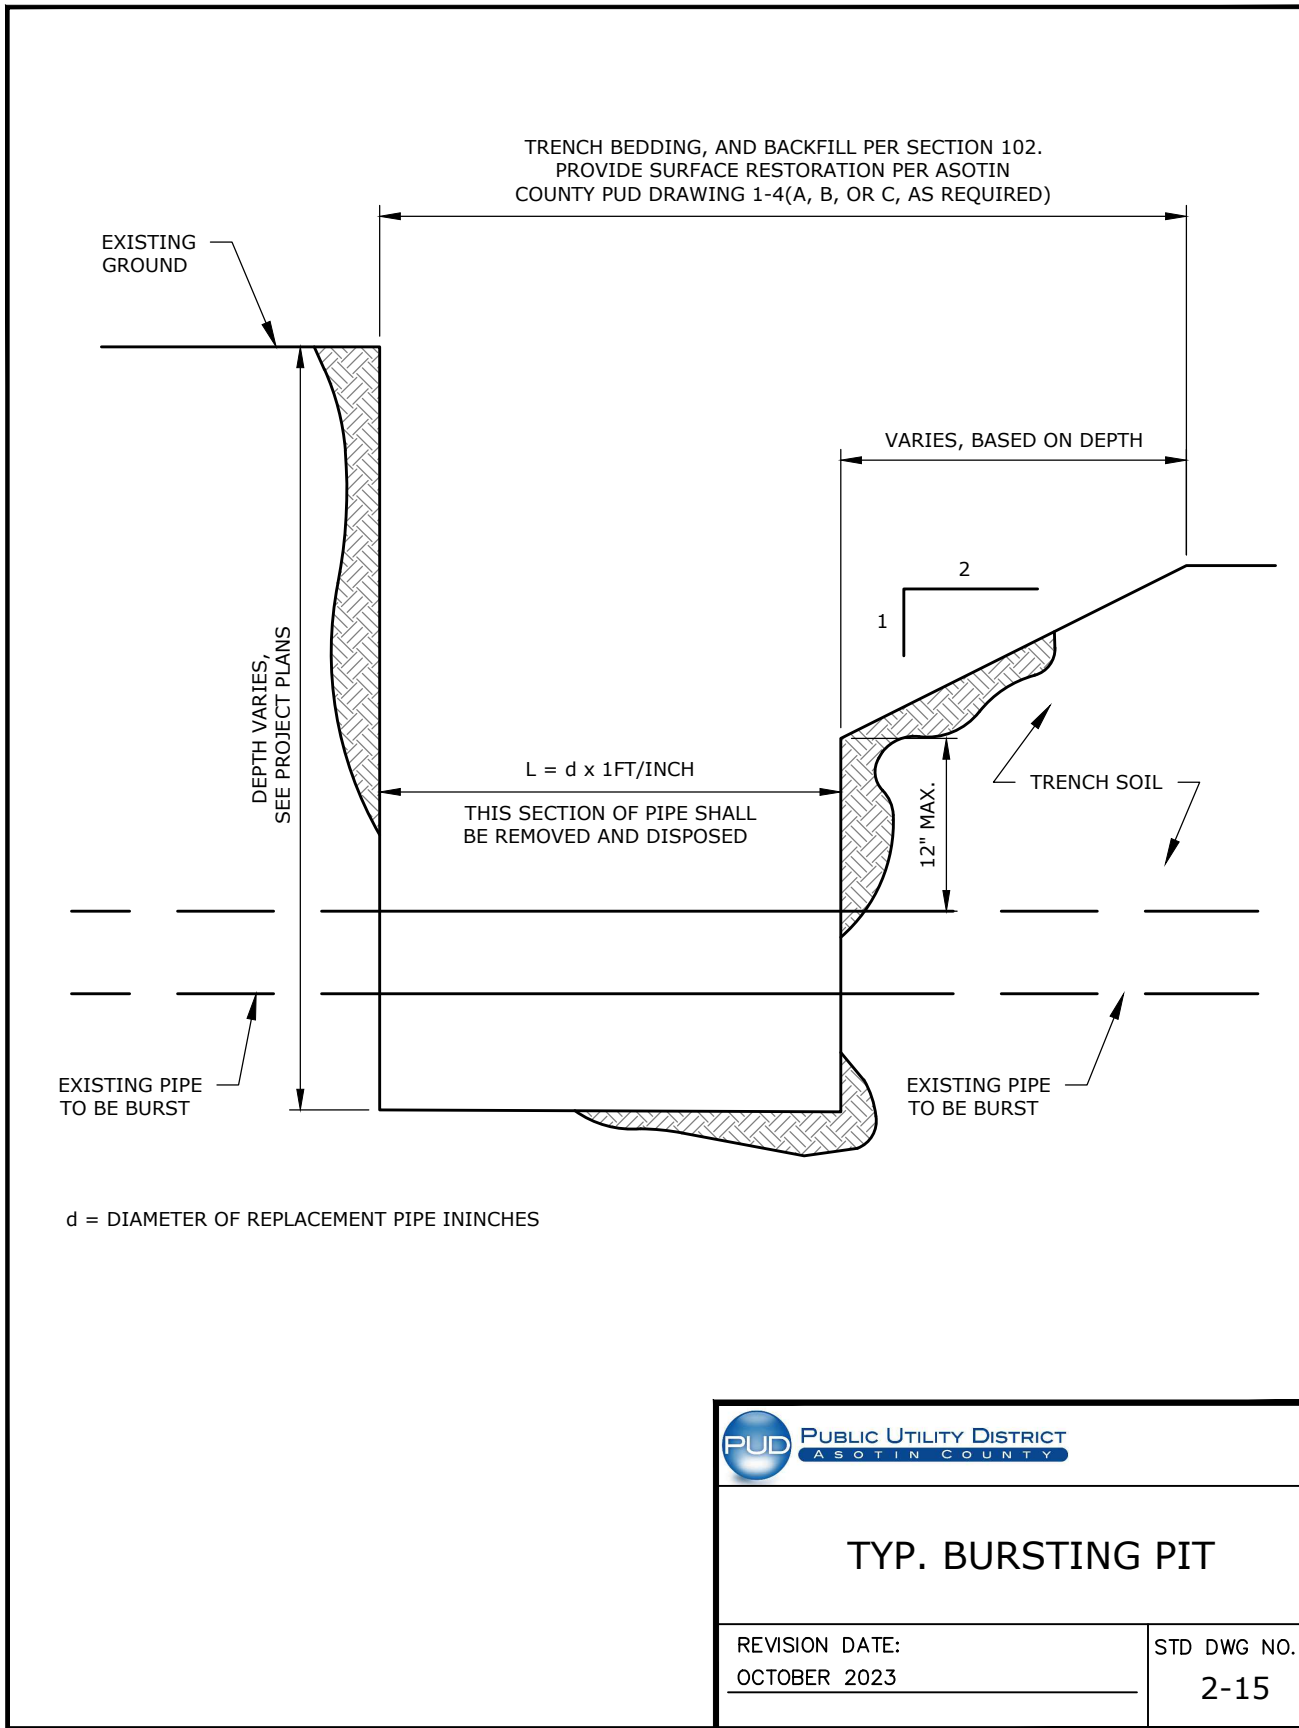 TRENCH BEDDING, AND BACKFILL PER SECTION 102.
PROVIDE SURFACE RESTORATION PER ASOTIN
COUNTY PUD DRAWING 1-4(A, B, OR C, AS REQUIRED)
EXISTING
GROUND
VARIES, BASED ON DEPTH
2
1
DEPTH VARIES,
SEE PROJECT PLANS
L = d x 1FT/INCH
THIS SECTION OF PIPE SHALL
BE REMOVED AND DISPOSED
12" MAX.
TRENCH SOIL
EXISTING PIPE
TO BE BURST
EXISTING PIPE
TO BE BURST
d = DIAMETER OF REPLACEMENT PIPE ININCHES
PUD
PUBLIC UTILITY DISTRICT
ASOTIN COUNTY
TYP. BURSTING PIT
REVISION DATE:
OCTOBER 2023
STD DWG NO.
2-15